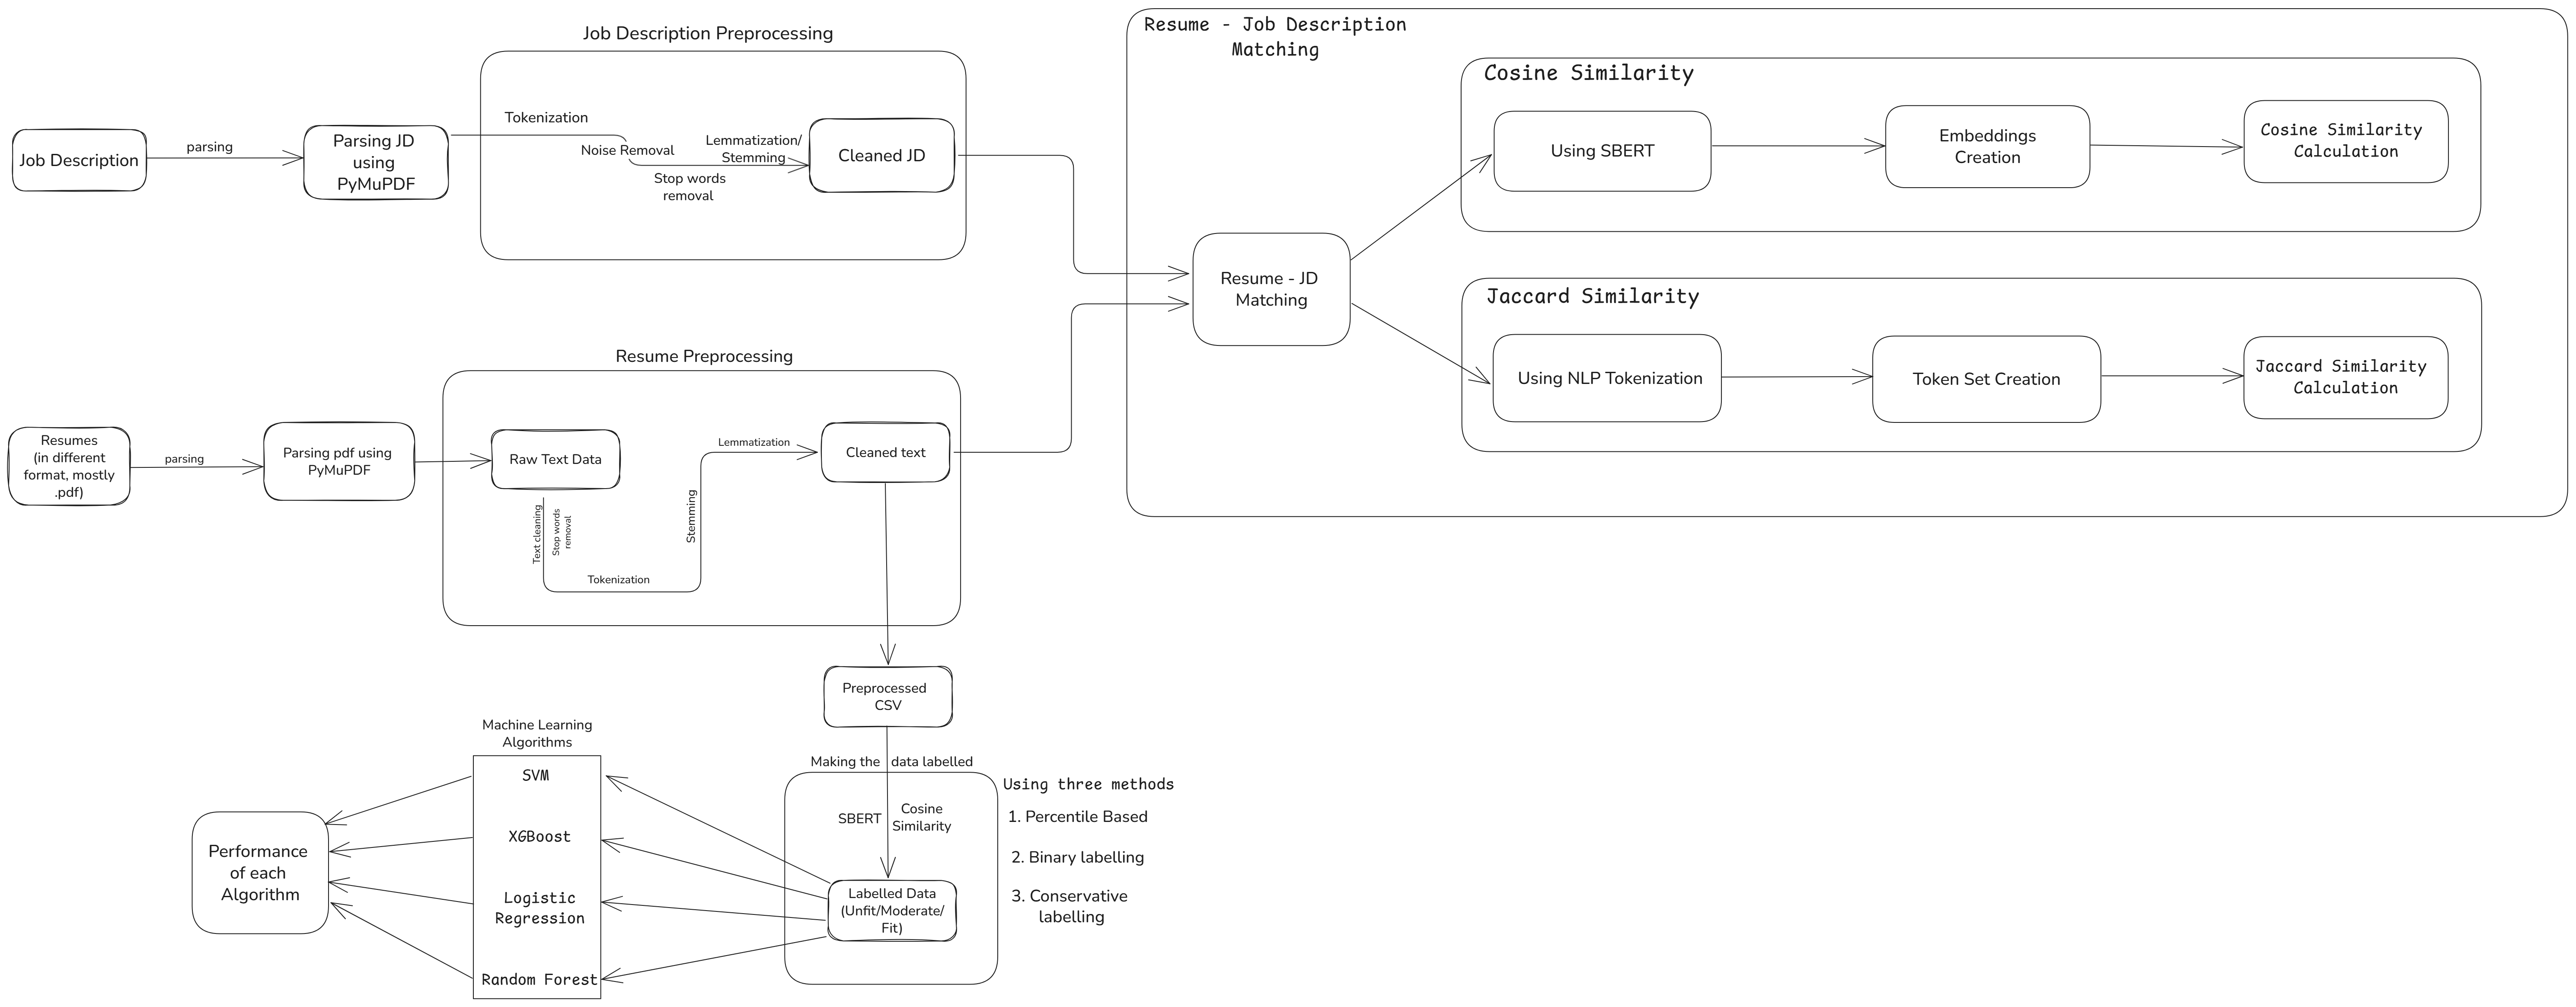 Job Description Preprocessing
Job Description
parsing
Parsing JD
using
PyMuPDF
Tokenization
Noise Removal
Lemmatization/
Stemming
Stop words
removal
Cleaned JD
Resume - Job Description
Matching
Resume - JD
Matching
Cosine Similarity
Using SBERT
Embeddings
Creation
Cosine Similarity
Calculation
Jaccard Similarity
Using NLP Tokenization
Token Set Creation
Jaccard Similarity
Calculation
Resume Preprocessing
Resumes
(in different
format, mostly
.pdf)
parsing
Parsing pdf using
PyMuPDF
Raw Text Data
Text cleaning
Stop words
removal
Tokenization
Stemming
Lemmatization
Cleaned text
Preprocessed
CSV
Making the data labelled
SBERT
Cosine
Similarity
Labelled Data
(Unfit/Moderate/
Fit)
Using three methods
1. Percentile Based
2. Binary labelling
3. Conservative
labelling
Machine Learning
Algorithms
SVM
XGBoost
Logistic
Regression
Random Forest
Performance
of each
Algorithm